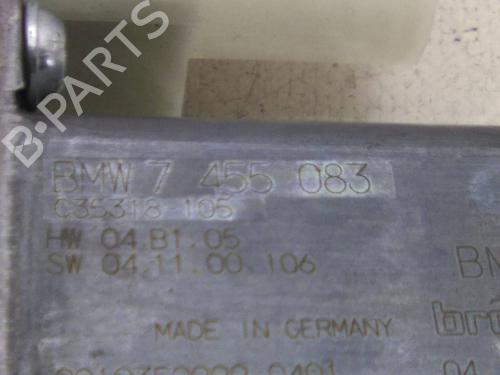 B-PARTS
BMW 7 455 083
C35318 105
HW 04.B1.05
SW 04.11.00.106
MADE IN GERMANY
04